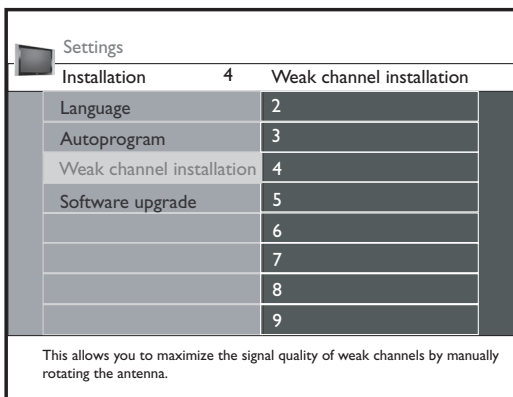 Settings
Installation 4 Weak channel installation
Language 2
Autoprogram 3
Weak channel installation 4
Software upgrade 5
6
7
8
9
This allows you to maximize the signal quality of weak channels by manually
rotating the antenna.